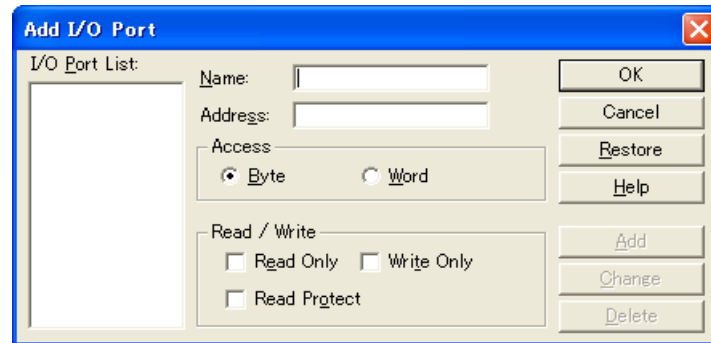 Add I/O Port
I/O Port List:
Name:
Address:
Access
Byte
Word
Read / Write
Read Only
Write Only
Read Protect
OK
Cancel
Restore
Help
Add
Change
Delete